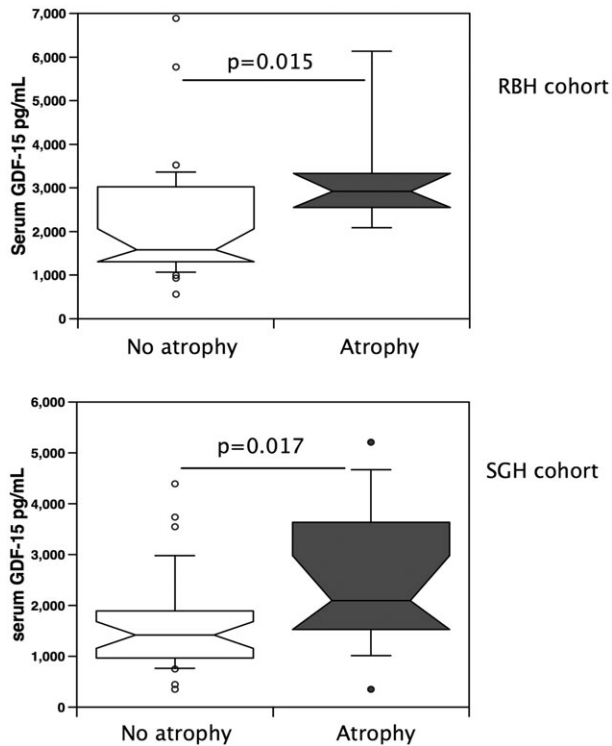 7,000
6,000
5,000
4,000
3,000
2,000
1,000
0
Serum GDF-15 pg/mL
p=0.015
RBH cohort
No atrophy Atrophy
6,000
5,000
4,000
3,000
2,000
1,000
0
serum GDF-15 pg/mL
p=0.017
SGH cohort
No atrophy Atrophy